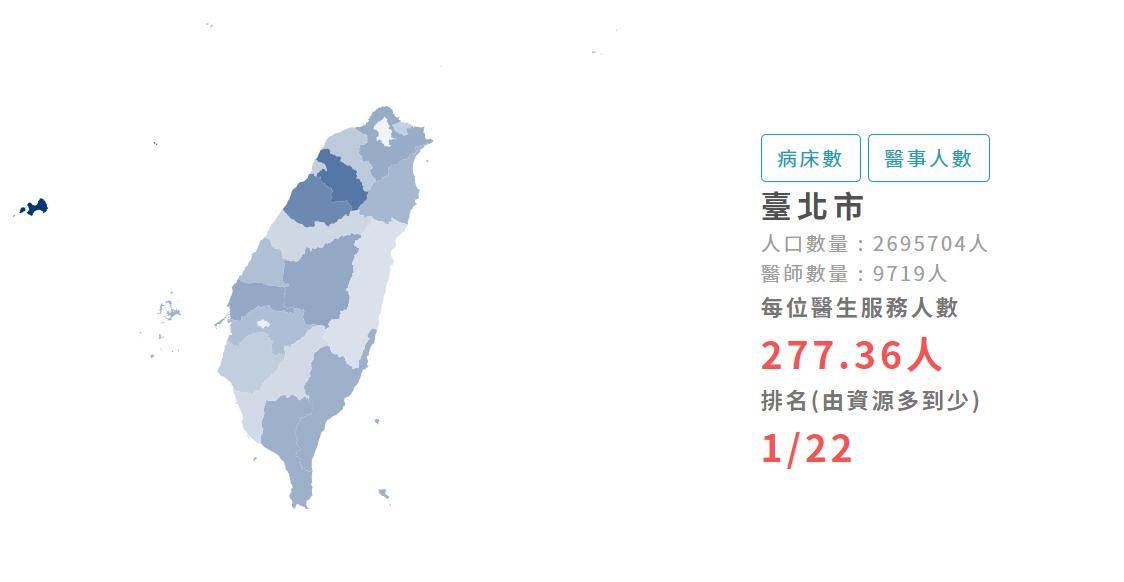 病床數 醫事人數
臺北市
人口數量：2695704人
醫師數量：9719人
每位醫生服務人數
277.36人
排名(由資源多到少)
1/22